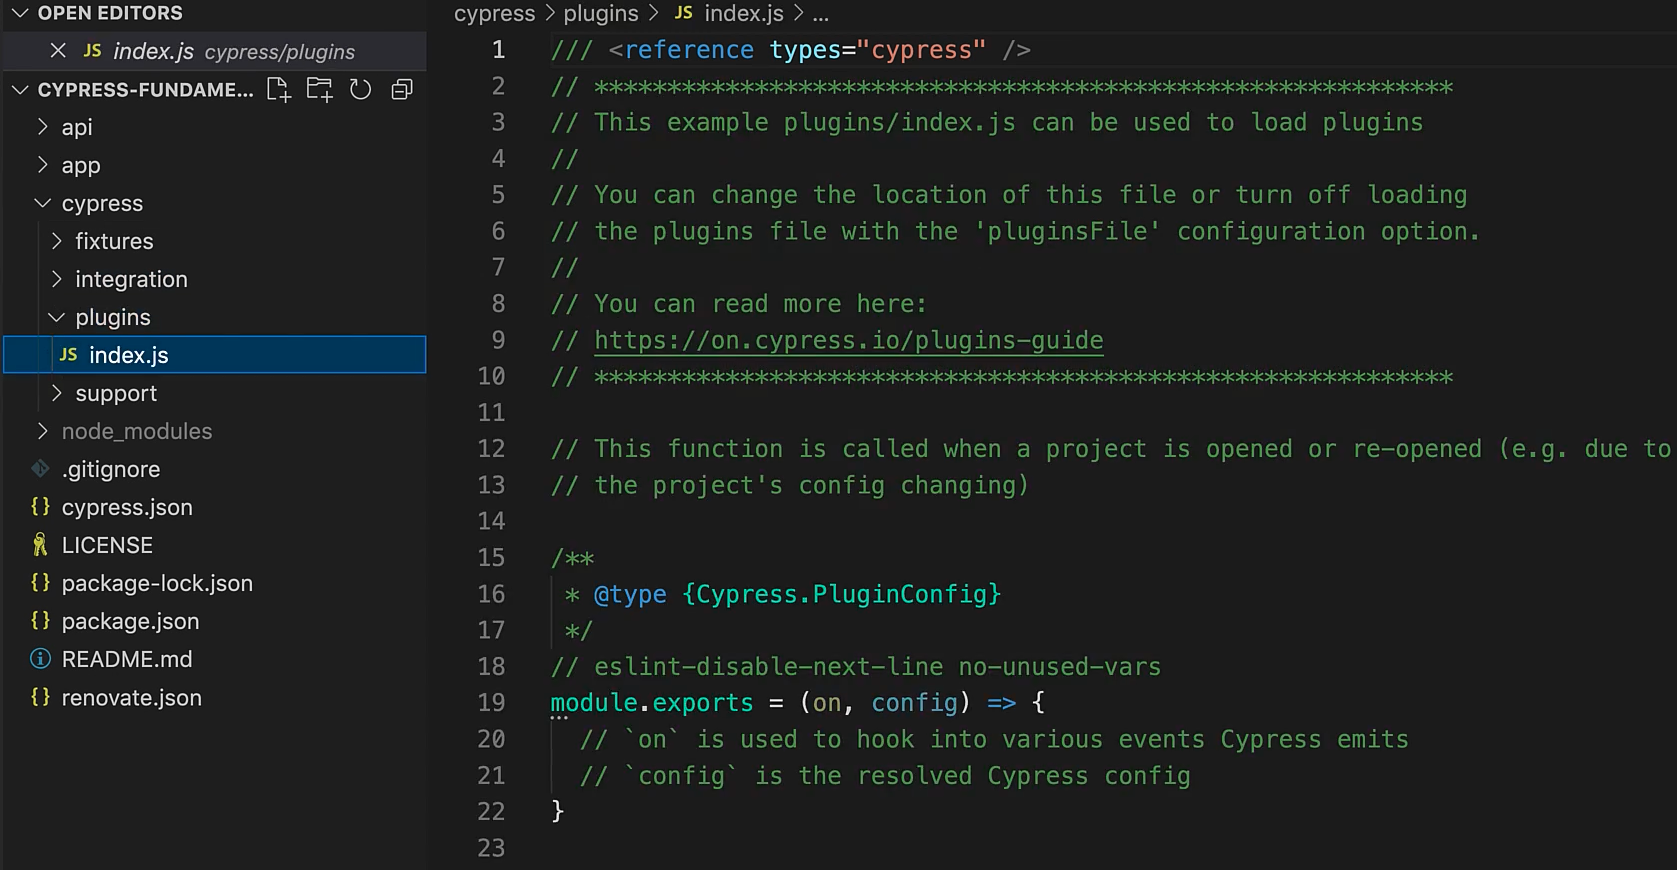 OPEN EDITORS
JS index.js cypress/plugins
CYPRESS-FUNDAME...
api
app
cypress
fixtures
integration
plugins
JS index.js
support
node_modules
.gitignore
{} cypress.json
LICENSE
{} package-lock.json
{} package.json
README.md
{} renovate.json
cypress > plugins > JS index.js > ...
1 /// <reference types="cypress" />
2 // ***********************************************************
3 // This example plugins/index.js can be used to load plugins
4 //
5 // You can change the location of this file or turn off loading
6 // the plugins file with the 'pluginsFile' configuration option.
7 //
8 // You can read more here:
9 // https://on.cypress.io/plugins-guide
10 // ***********************************************************
11
12 // This function is called when a project is opened or re-opened (e.g. due to
13 // the project's config changing)
14
15 /**
16  * @type {Cypress.PluginConfig}
17  */
18 // eslint-disable-next-line no-unused-vars
19 module.exports = (on, config) => {
20   // `on` is used to hook into various events Cypress emits
21   // `config` is the resolved Cypress config
22 }
23